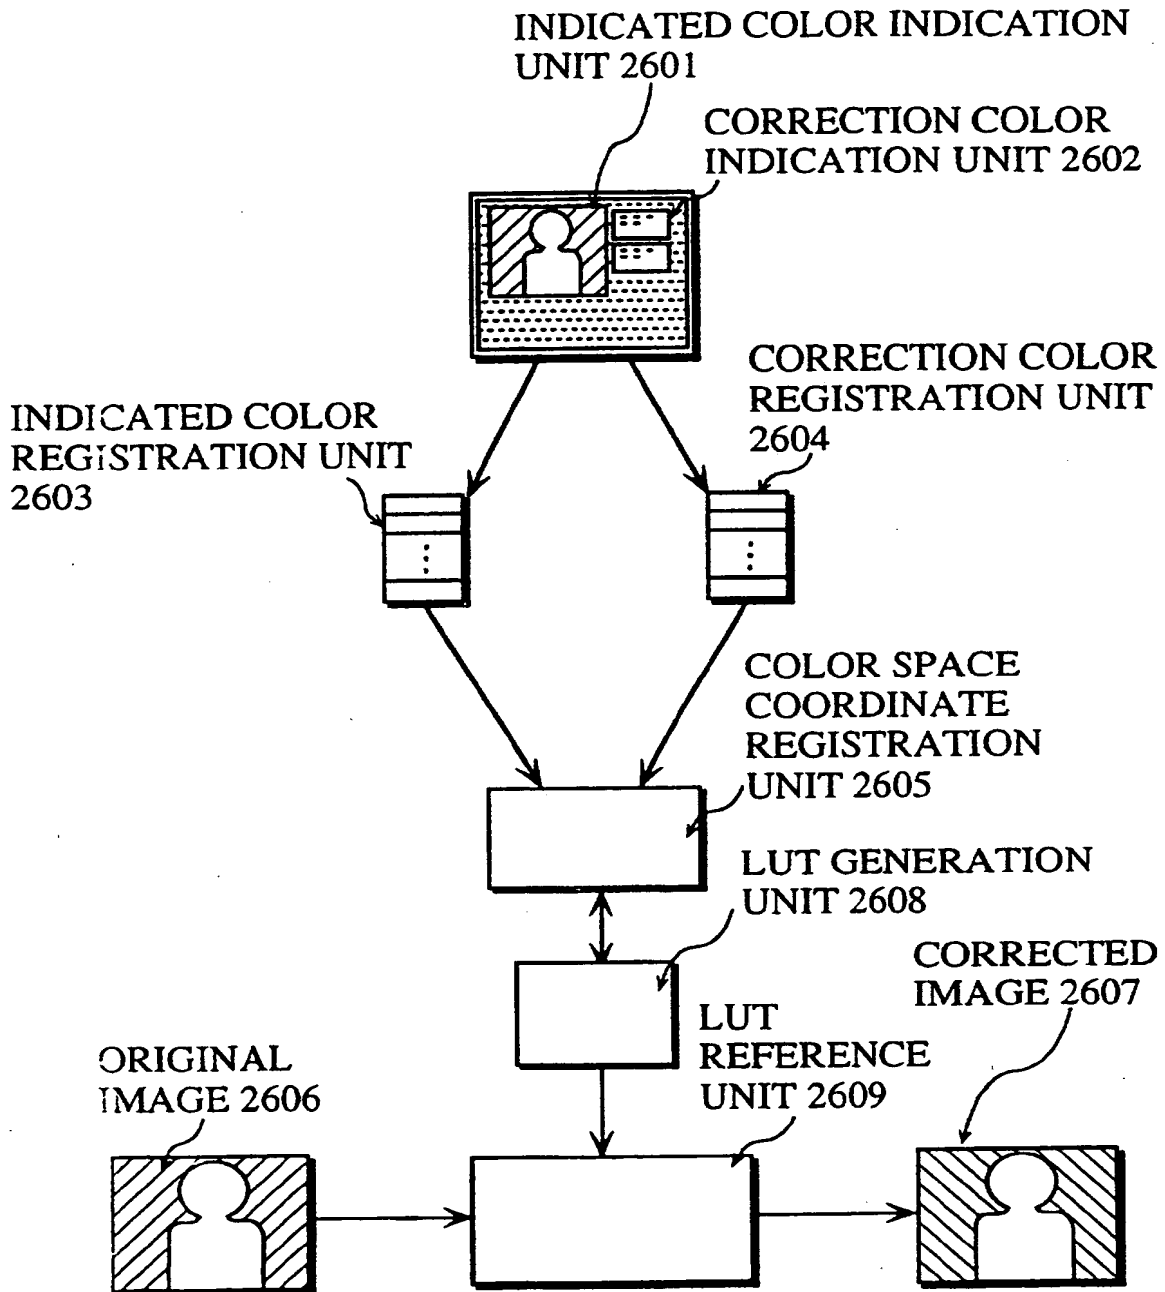 INDICATED COLOR INDICATION
UNIT 2601
CORRECTION COLOR
INDICATION UNIT 2602
CORRECTION COLOR
REGISTRATION UNIT
2604
INDICATED COLOR
REGISTRATION UNIT
2603
COLOR SPACE
COORDINATE
REGISTRATION
UNIT 2605
LUT GENERATION
UNIT 2608
CORRECTED
IMAGE 2607
LUT
REFERENCE
UNIT 2609
ORIGINAL
IMAGE 2606